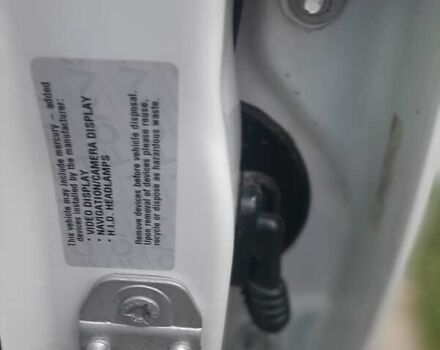 This vehicle may include mercury – added
devices installed by the manufacturer:
· VIDEO DISPLAY
· NAVIGATION/CAMERA DISPLAY
· H.I.D. HEADLAMPS
Remove devices before vehicle disposal.
Upon removal of devices please reuse,
recycle or dispose as hazardous waste.